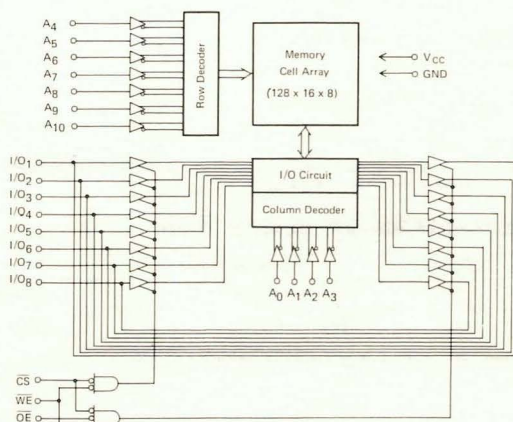 A4
A5
A6
A7
A8
A9
A10
Row Decoder
Memory
Cell Array
(128 x 16 x 8)
VCC
GND
I/O1
I/O2
I/O3
I/O4
I/O5
I/O6
I/O7
I/O8
I/O Circuit
Column Decoder
A0 A1 A2 A3
CS
WE
OE